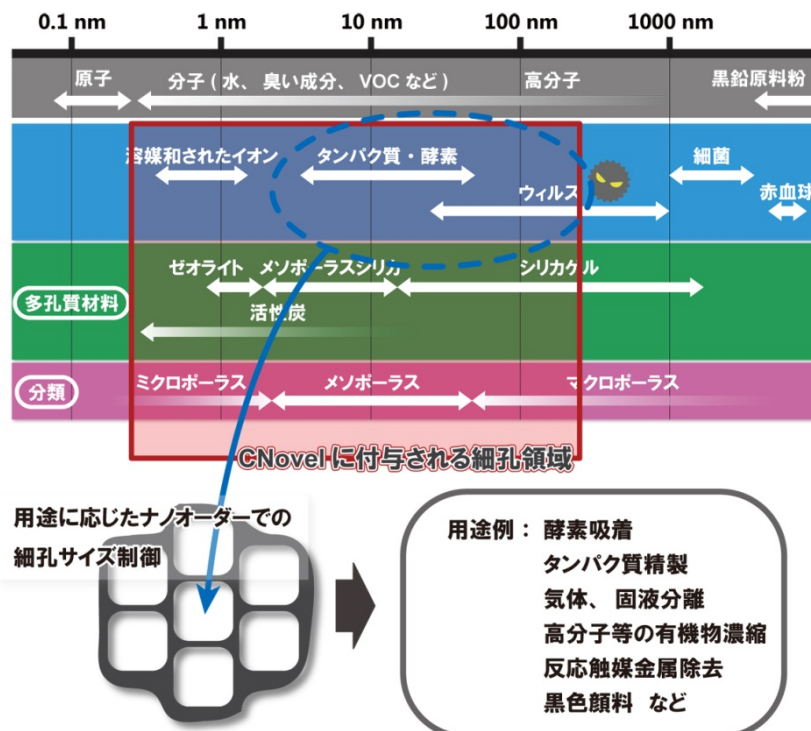 0.1 nm 1 nm 10 nm 100 nm 1000 nm
原子 分子 ( 水、 臭い成分、 VOC など ) 高分子 黒鉛原料粉
溶媒和されたイオン タンパク質・酵素 細菌
ウィルス 赤血球
ゼオライト メソポーラスシリカ シリカゲル
多孔質材料
活性炭
分類 ミクロポーラス メソポーラス マクロポーラス
CNovel に付与される細孔領域
用途に応じたナノオーダーでの
細孔サイズ制御
用途例： 酵素吸着
タンパク質精製
気体、 固液分離
高分子等の有機物濃縮
反応触媒金属除去
黒色顔料 など